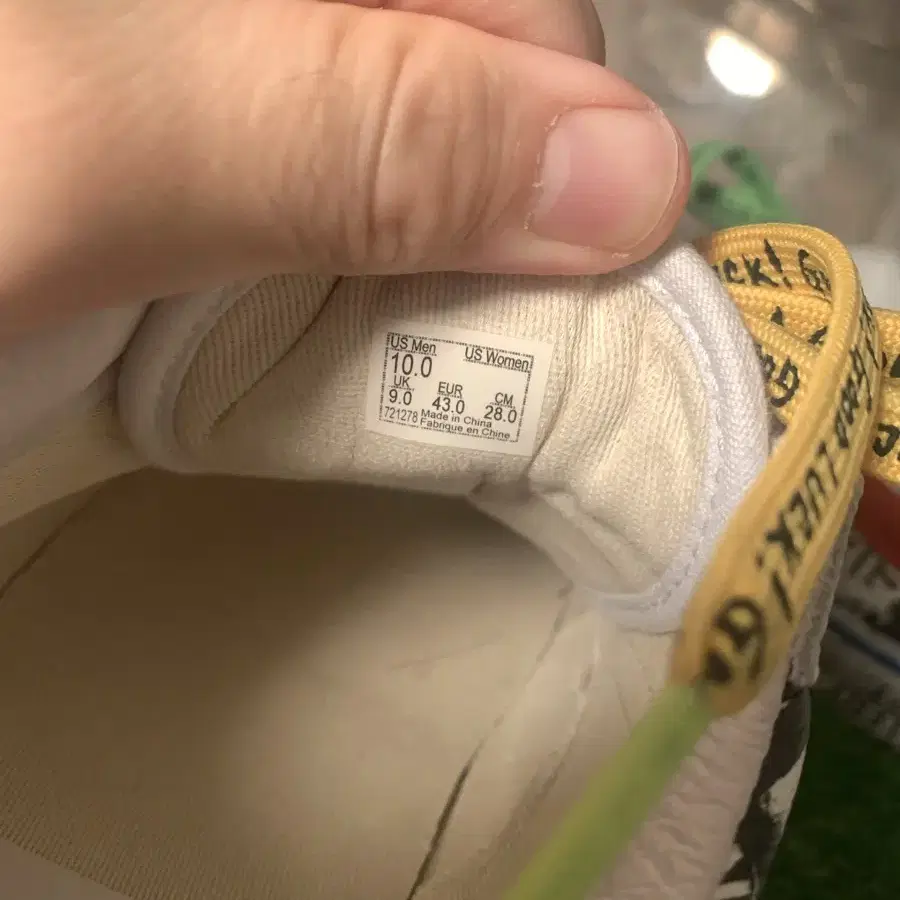 US Men US Women
10.0
UK EUR CM
9.0 43.0 28.0
721278 Made in China
Fabrique en Chine
LUCK!